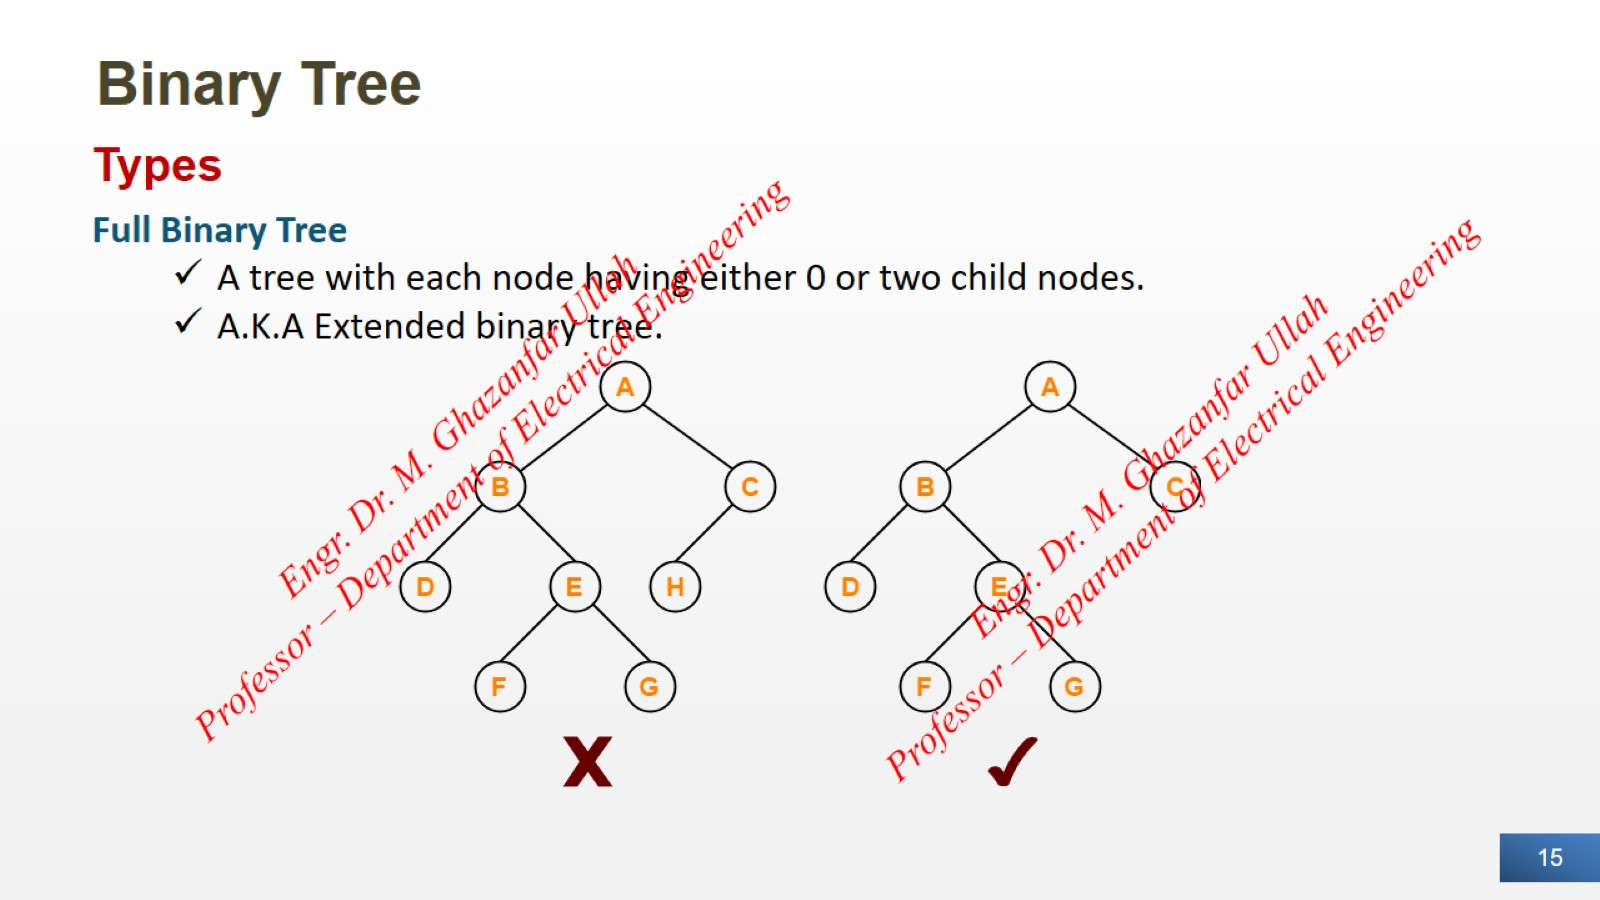 Binary Tree
Types
Full Binary Tree
✓ A tree with each node having either 0 or two child nodes.
✓ A.K.A Extended binary tree.
A
B
C
D
E
H
F
G
X
A
B
C
D
E
F
G
✓
Engr. Dr. M. Ghazanfar Ullah
Professor – Department of Electrical Engineering
Engr. Dr. M. Ghazanfar Ullah
Professor – Department of Electrical Engineering
15